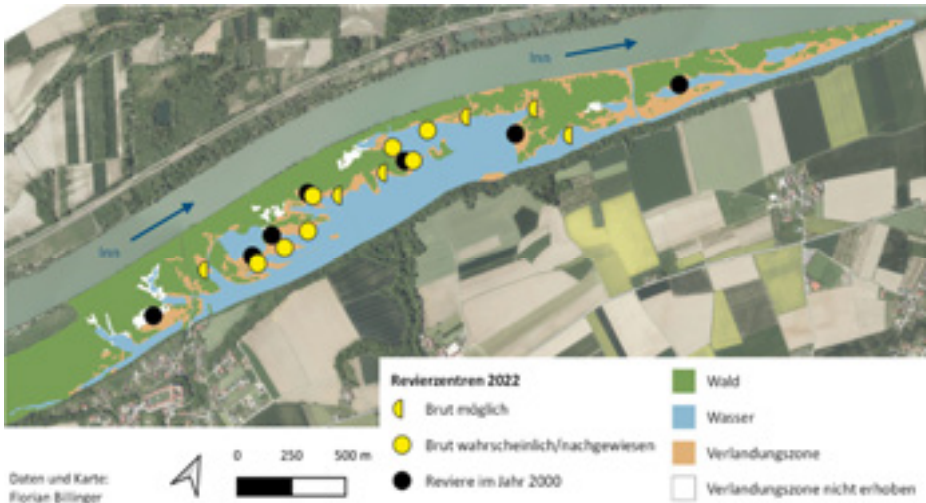 Inn
Inn
Revierzentren 2022
Brut möglich
Brut wahrscheinlich/nachgewiesen
Reviere im Jahr 2000
Wald
Wasser
Verlandungszone
Verlandungszone nicht erhoben
0 250 500 m
Daten und Karte:
Florian Billinger